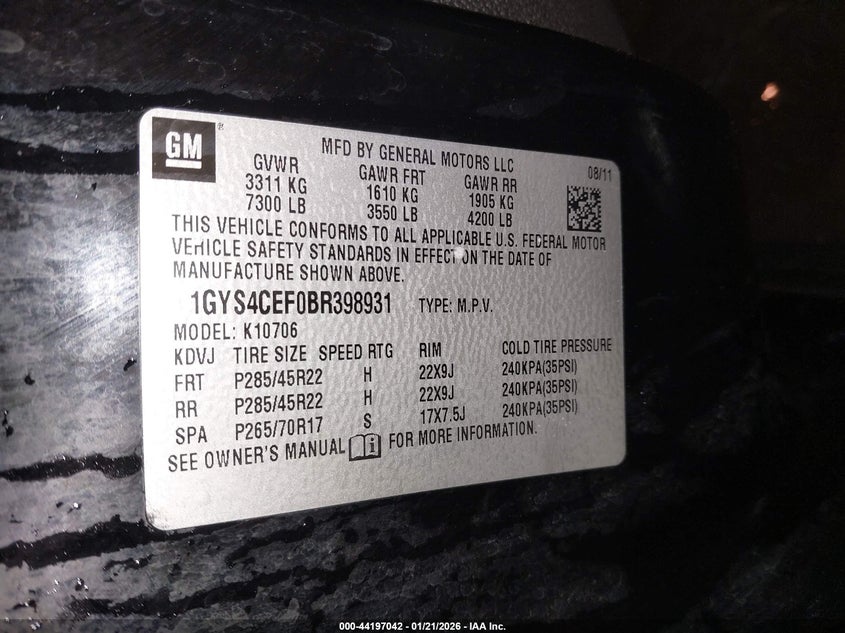 GM®
MFD BY GENERAL MOTORS LLC
08/11
GVWR GAWR FRT GAWR RR
3311 KG 1610 KG 1905 KG
7300 LB 3550 LB 4200 LB
THIS VEHICLE CONFORMS TO ALL APPLICABLE U.S. FEDERAL MOTOR
VEHICLE SAFETY STANDARDS IN EFFECT ON THE DATE OF
MANUFACTURE SHOWN ABOVE.
1GYS4CEF0BR398931 TYPE: M.P.V.
MODEL: K10706
KDVJ TIRE SIZE SPEED RTG RIM COLD TIRE PRESSURE
FRT P285/45R22 H 22X9J 240KPA(35PSI)
RR P285/45R22 H 22X9J 240KPA(35PSI)
SPA P265/70R17 S 17X7.5J 240KPA(35PSI)
SEE OWNER'S MANUAL FOR MORE INFORMATION.
000-44197042 - 01/21/2026 - IAA Inc.